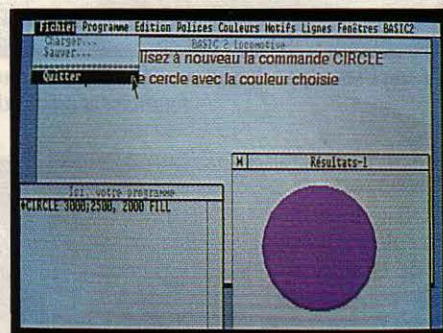 Fichier Programme Edition Polices Couleurs Motifs Lignes Fenêtres BASIC2
Charger...
Sauver...
Quitter
BASIC 2 Locomotive
lisez à nouveau la commande CIRCLE
e cercle avec la couleur choisie
Résultats-1
Ici, votre programme
CIRCLE 3000;2500, 2000 FILL